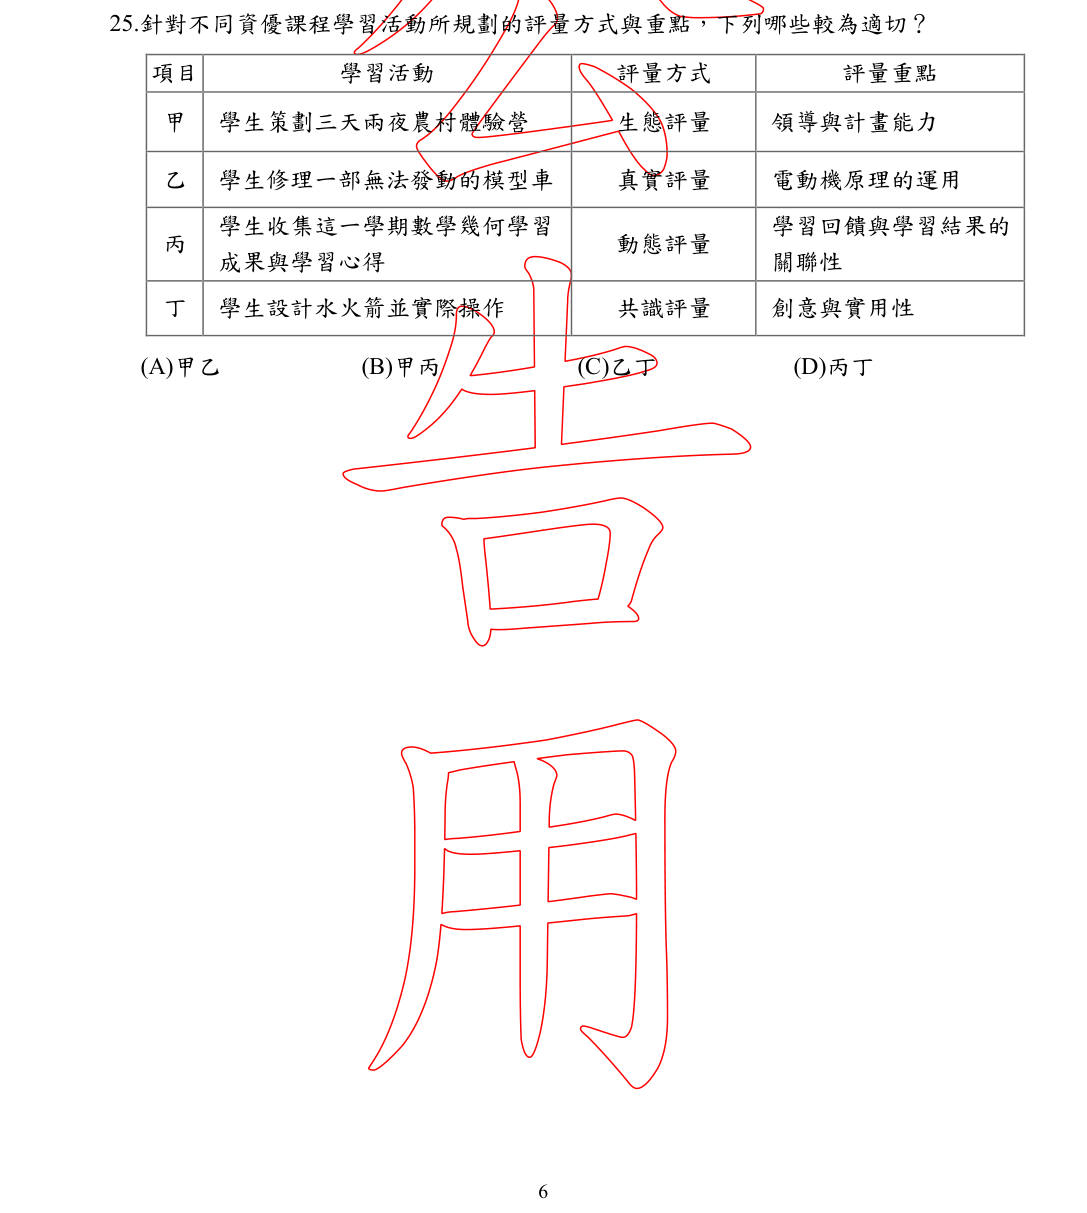 25.針對不同資優課程學習活動所規劃的評量方式與重點，下列哪些較為適切？
項目 學習活動 評量方式 評量重點
甲 學生策劃三天兩夜農村體驗營 生態評量 領導與計畫能力
乙 學生修理一部無法發動的模型車 真實評量 電動機原理的運用
丙 學生收集這一學期數學幾何學習成果與學習心得 動態評量 學習回饋與學習結果的關聯性
丁 學生設計水火箭並實際操作 共識評量 創意與實用性
(A)甲乙 (B)甲丙 (C)乙丁 (D)丙丁
告
用
6